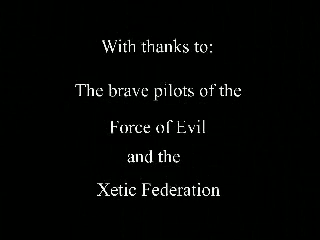 With thanks to:
The brave pilots of the
Force of Evil
and the
Xetic Federation